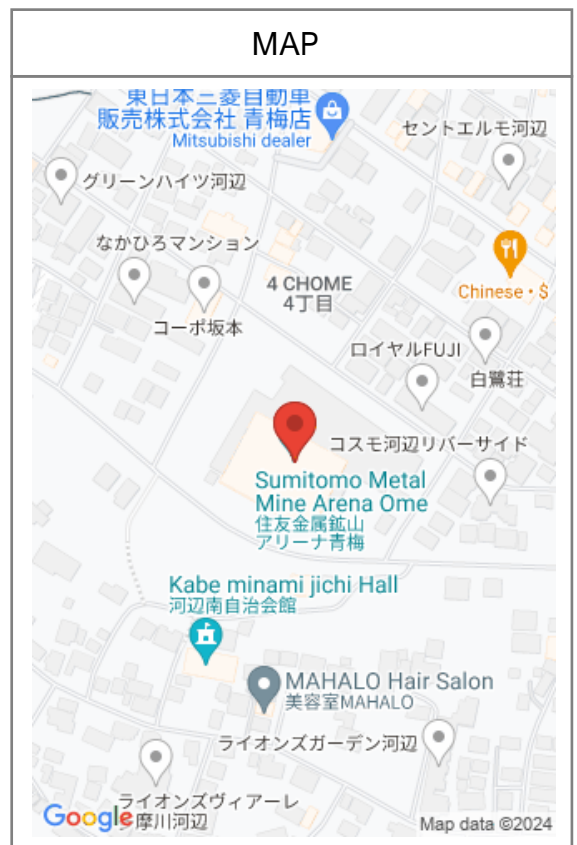 MAP
東日本三菱自動車
販売株式会社 青梅店
Mitsubishi dealer
セントエルモ河辺
グリーンハイツ河辺
なかひろマンション
4 CHOME
4丁目
Chinese・$
コーポ坂本
ロイヤルFUJI
白鷺荘
コスモ河辺リバーサイド
Sumitomo Metal
Mine Arena Ome
住友金属鉱山
アリーナ青梅
Kabe minami jichi Hall
河辺南自治会館
MAHALO Hair Salon
美容室MAHALO
ライオンズガーデン河辺
ライオンズヴィアーレ
多摩川河辺
Google
Map data ©2024